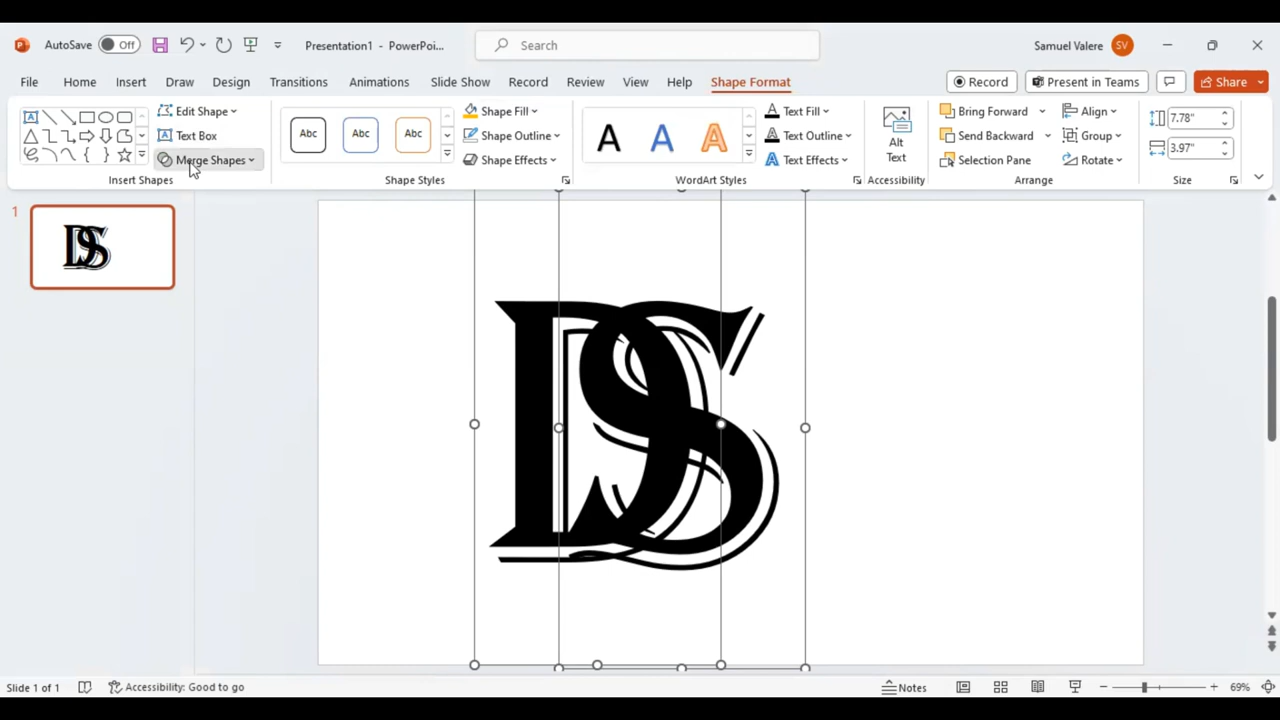 AutoSave Off Presentation1 - PowerPoi... Search Samuel Valere SV
File Home Insert Draw Design Transitions Animations Slide Show Record Review View Help Shape Format Record Present in Teams Share
Edit Shape Abc Abc Abc Shape Fill A A A Text Fill Alt Text Bring Forward Align 7.78"
Text Box Shape Outline Text Outline Send Backward Group
Merge Shapes Shape Effects Text Effects Selection Pane Rotate 3.97"
Insert Shapes Shape Styles WordArt Styles Accessibility Arrange Size
1
DS
DS
Slide 1 of 1 Accessibility: Good to go Notes 69%